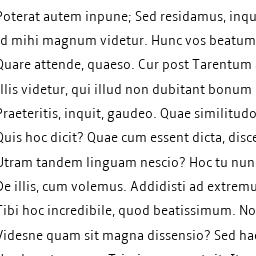 Poterat autem inpune; Sed residamus, inqu
d mihi magnum videtur. Hunc vos beatum
Quare attende, quaeso. Cur post Tarentum
llis videtur, qui illud non dubitant bonum
Praeteritis, inquit, gaudeo. Quae similitudo
Quis hoc dicit? Quae cum essent dicta, disce
Utram tandem linguam nescio? Hoc tu nun
De illis, cum volemus. Addidisti ad extremu
Tibi hoc incredibile, quod beatissimum. No
Videsne quam sit magna dissensio? Sed ha